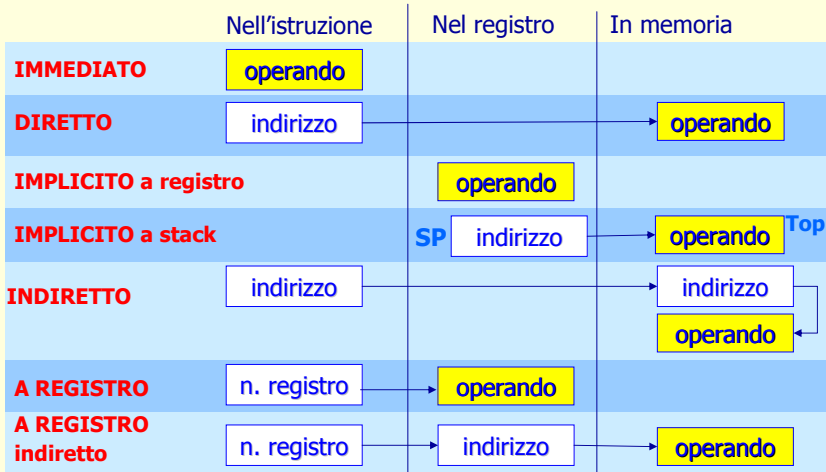 Nell'istruzione Nel registro In memoria
IMMEDIATO operando
DIRETTO indirizzo operando
IMPLICITO a registro operando
IMPLICITO a stack SP indirizzo operando Top
INDIRETTO indirizzo indirizzo
operando
A REGISTRO n. registro operando
A REGISTRO
indiretto n. registro indirizzo operando